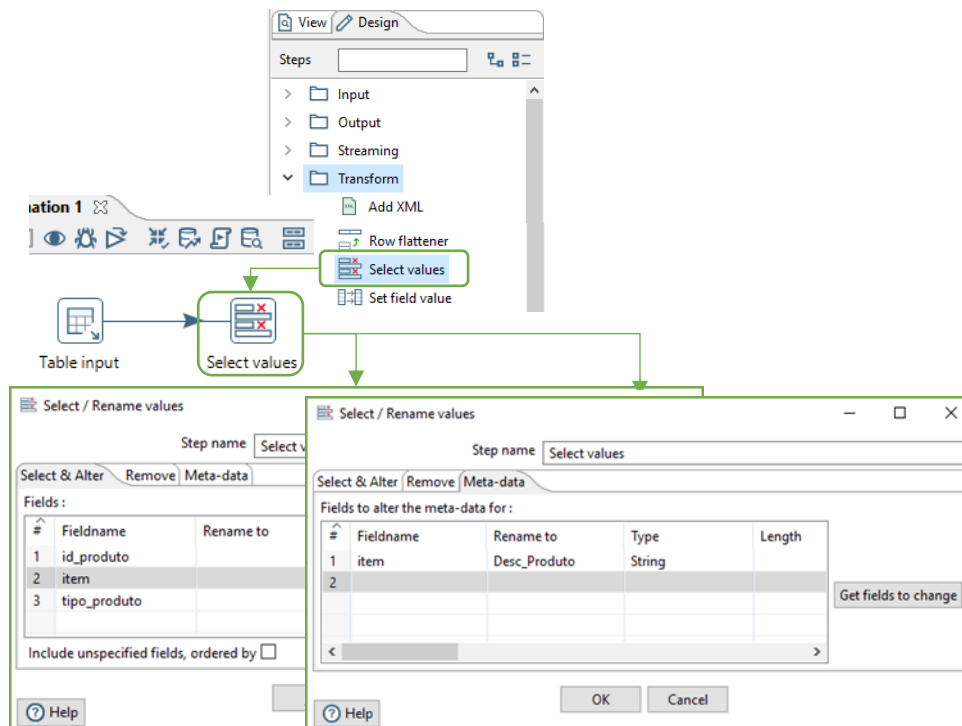 View Design
Steps
Input
Output
Streaming
Transform
Add XML
Row flattener
Select values
Set field value
ation 1
Table input
Select values
Select / Rename values
Step name Select v
Select & Alter Remove Meta-data
Fields :
# Fieldname Rename to
1 id_produto
2 item
3 tipo_produto
Include unspecified fields, ordered by
Help
Select / Rename values
Step name Select values
Select & Alter Remove Meta-data
Fields to alter the meta-data for :
# Fieldname Rename to Type Length
1 item Desc_Produto String
2
Get fields to change
OK Cancel
Help